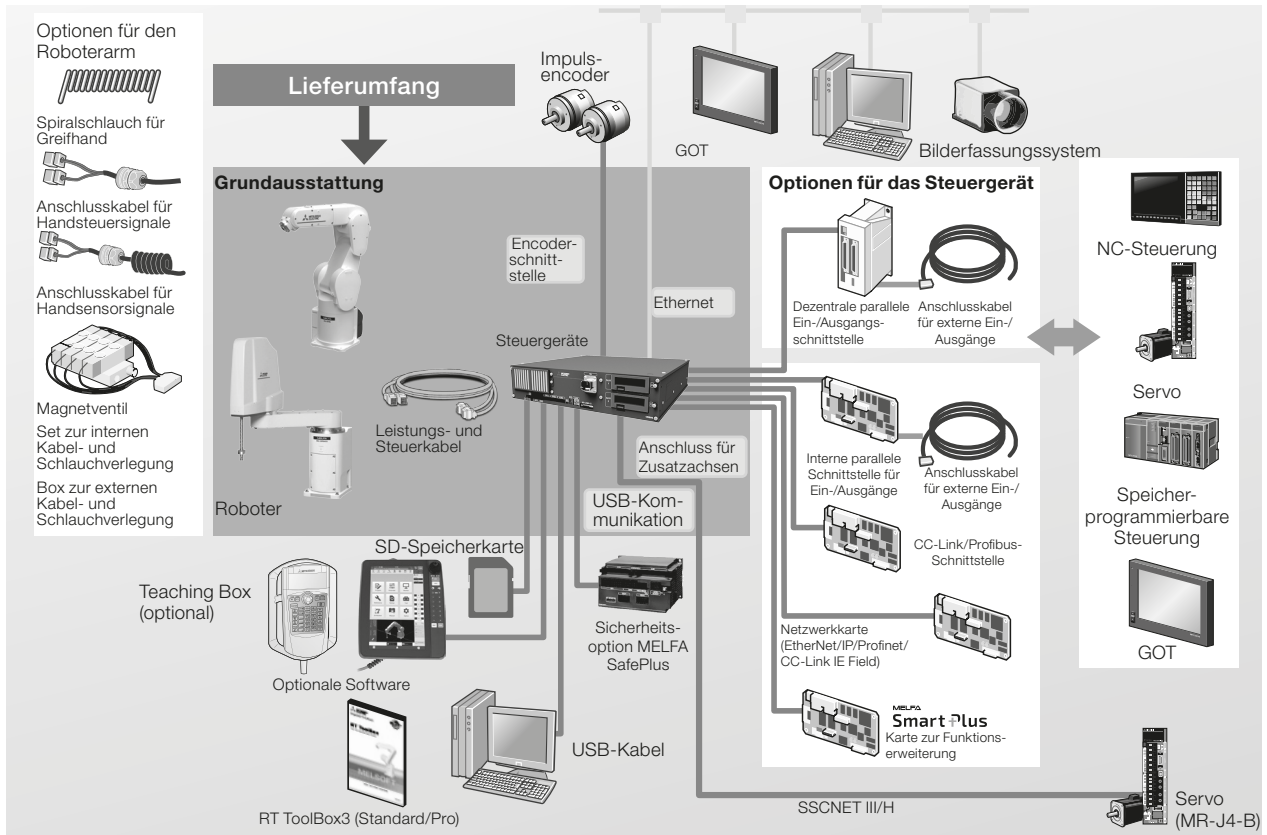 Optionen für den
Roboterarm
Spiralschlauch für
Greifhand
Anschlusskabel für
Handsteuersignale
Anschlusskabel für
Handsensorsignale
Magnetventil
Set zur internen
Kabel- und
Schlauchverlegung
Box zur externen
Kabel- und
Schlauchverlegung
Lieferumfang
Grundausstattung
Roboter
Leistungs- und
Steuerkabel
Impuls-
encoder
Encoder-
schnitt-
stelle
Ethernet
Steuergeräte
Anschluss für
Zusatzachsen
USB-Kom-
munikation
GOT
Bilderfassungssystem
Optionen für das Steuergerät
Dezentrale parallele
Ein-/Ausgangs-
schnittstelle
Anschlusskabel
für externe Ein-/
Ausgänge
Interne parallele
Schnittstelle für
Ein-/Ausgänge
Anschlusskabel
für externe Ein-/
Ausgänge
CC-Link/Profibus-
Schnittstelle
Netzwerkkarte
(EtherNet/IP/Profinet/
CC-Link IE Field)
MELFA
Smart Plus
Karte zur Funktions-
erweiterung
NC-Steuerung
Servo
Speicher-
programmierbare
Steuerung
GOT
Teaching Box
(optional)
SD-Speicherkarte
Sicherheits-
option MELFA
SafePlus
Optionale Software
RT ToolBox
MELSOFT
RT ToolBox3 (Standard/Pro)
USB-Kabel
SSCNET III/H
Servo
(MR-J4-B)